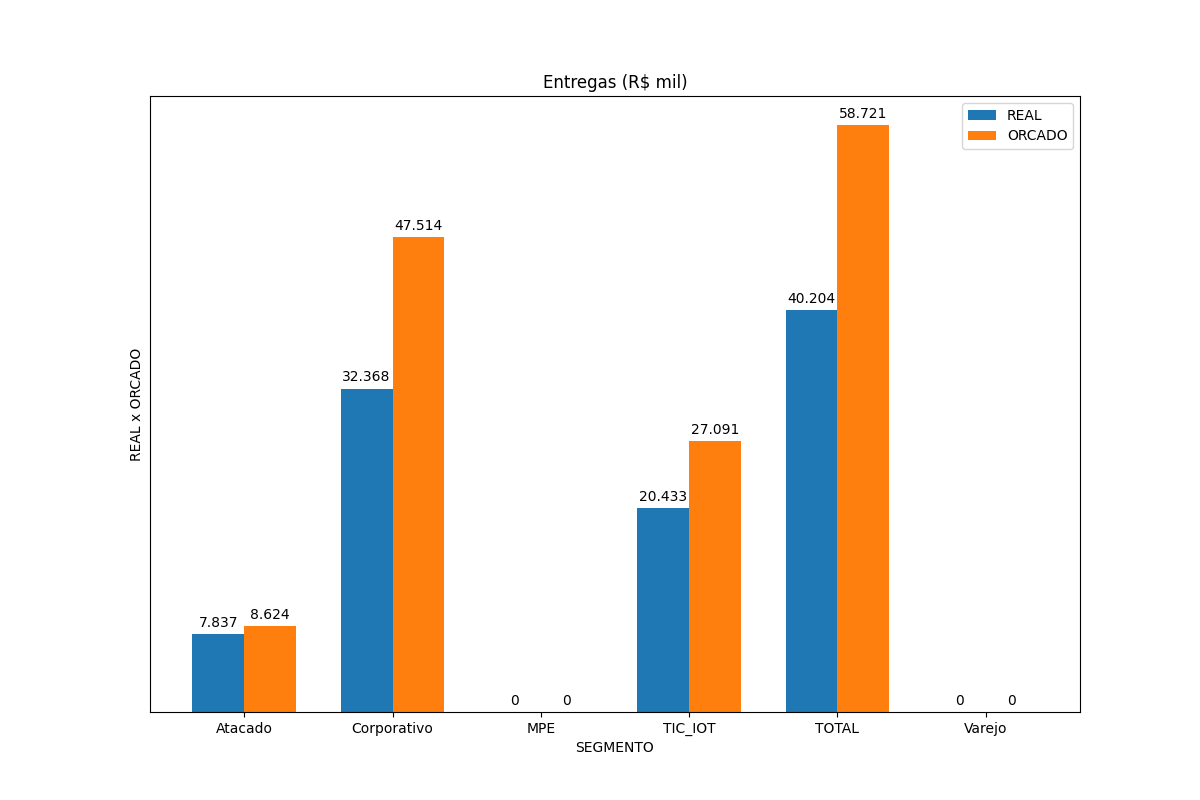 Entregas (R$ mil)
REAL
ORCADO
58.721
47.514
40.204
32.368
27.091
20.433
7.837
8.624
0
0
0
0
REAL x ORCADO
Atacado
Corporativo
MPE
TIC_IOT
TOTAL
Varejo
SEGMENTO